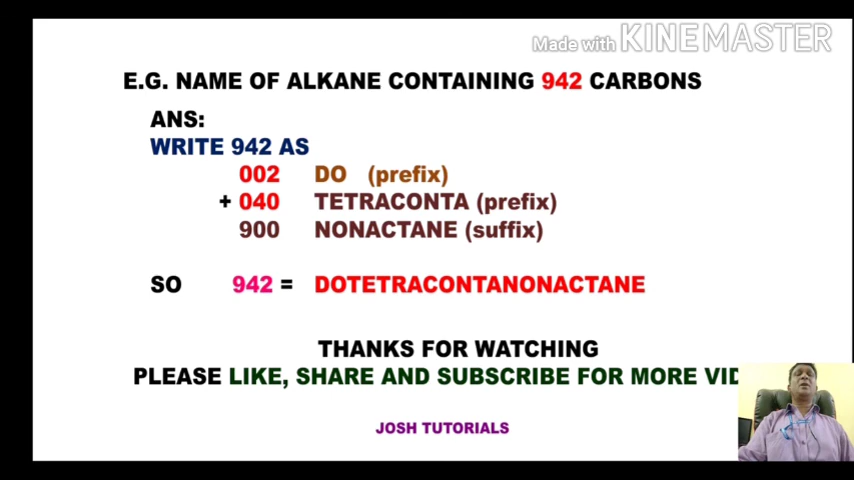 Made with KINEMASTER
E.G. NAME OF ALKANE CONTAINING 942 CARBONS
ANS:
WRITE 942 AS
002 DO (prefix)
+ 040 TETRACONTA (prefix)
900 NONACTANE (suffix)
SO 942 = DOTETRACONTANONACTANE
THANKS FOR WATCHING
PLEASE LIKE, SHARE AND SUBSCRIBE FOR MORE VID
JOSH TUTORIALS